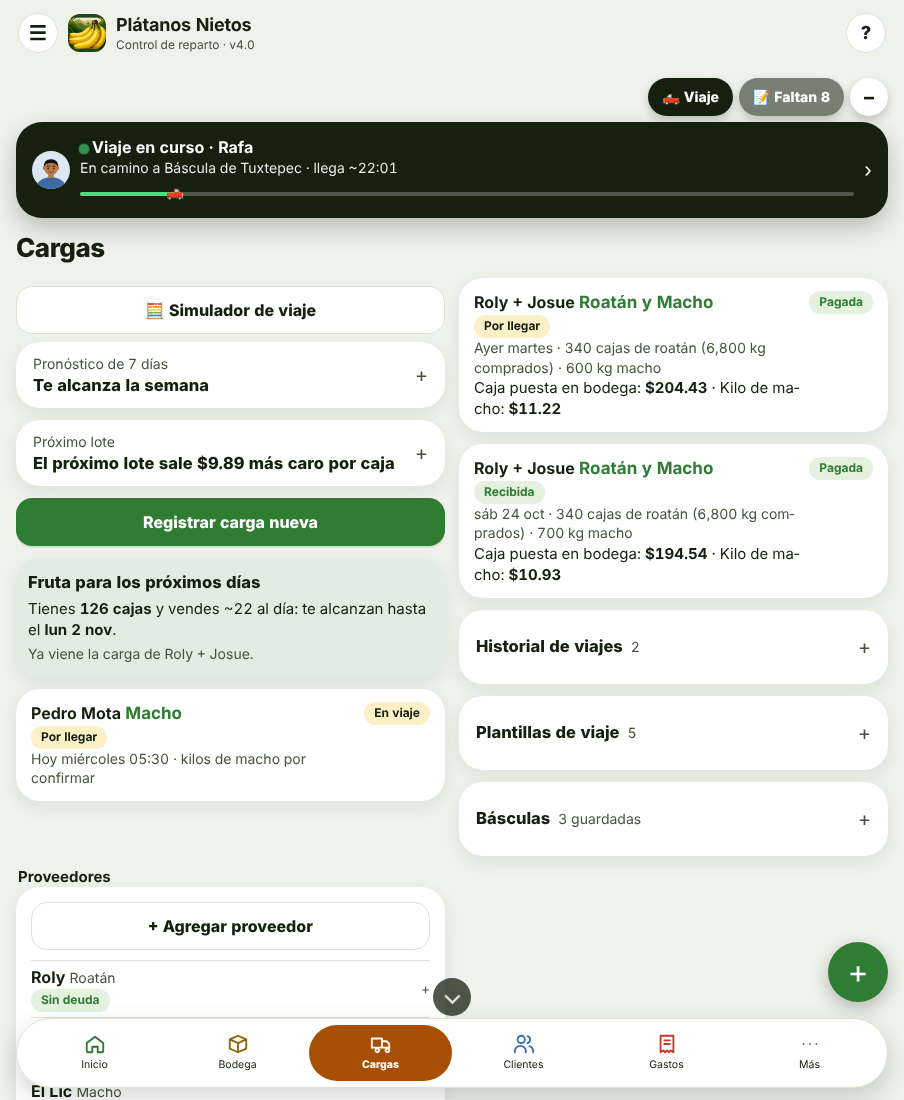 Plátanos Nietos
Control de reparto · v4.0
?
Viaje
Faltan 8
−
Viaje en curso · Rafa
En camino a Báscula de Tuxtepec · llega ~22:01
›
Cargas
Simulador de viaje
Pronóstico de 7 días
Te alcanza la semana
+
Próximo lote
El próximo lote sale $9.89 más caro por caja
+
Registrar carga nueva
Fruta para los próximos días
Tienes 126 cajas y vendes ~22 al día: te alcanzan hasta
el lun 2 nov.
Ya viene la carga de Roly + Josue.
Pedro Mota Macho
En viaje
Por llegar
Hoy miércoles 05:30 · kilos de macho por
confirmar
Roly + Josue Roatán y Macho
Pagada
Por llegar
Ayer martes · 340 cajas de roatán (6,800 kg
comprados) · 600 kg macho
Caja puesta en bodega: $204.43 · Kilo de ma-
cho: $11.22
Roly + Josue Roatán y Macho
Pagada
Recibida
sáb 24 oct · 340 cajas de roatán (6,800 kg com-
prados) · 700 kg macho
Caja puesta en bodega: $194.54 · Kilo de ma-
cho: $10.93
Historial de viajes 2
+
Plantillas de viaje 5
+
Básculas 3 guardadas
+
Proveedores
+ Agregar proveedor
Roly Roatán
Sin deuda
+
+
Inicio
Bodega
Cargas
Clientes
Gastos
Más
El Lic Macho